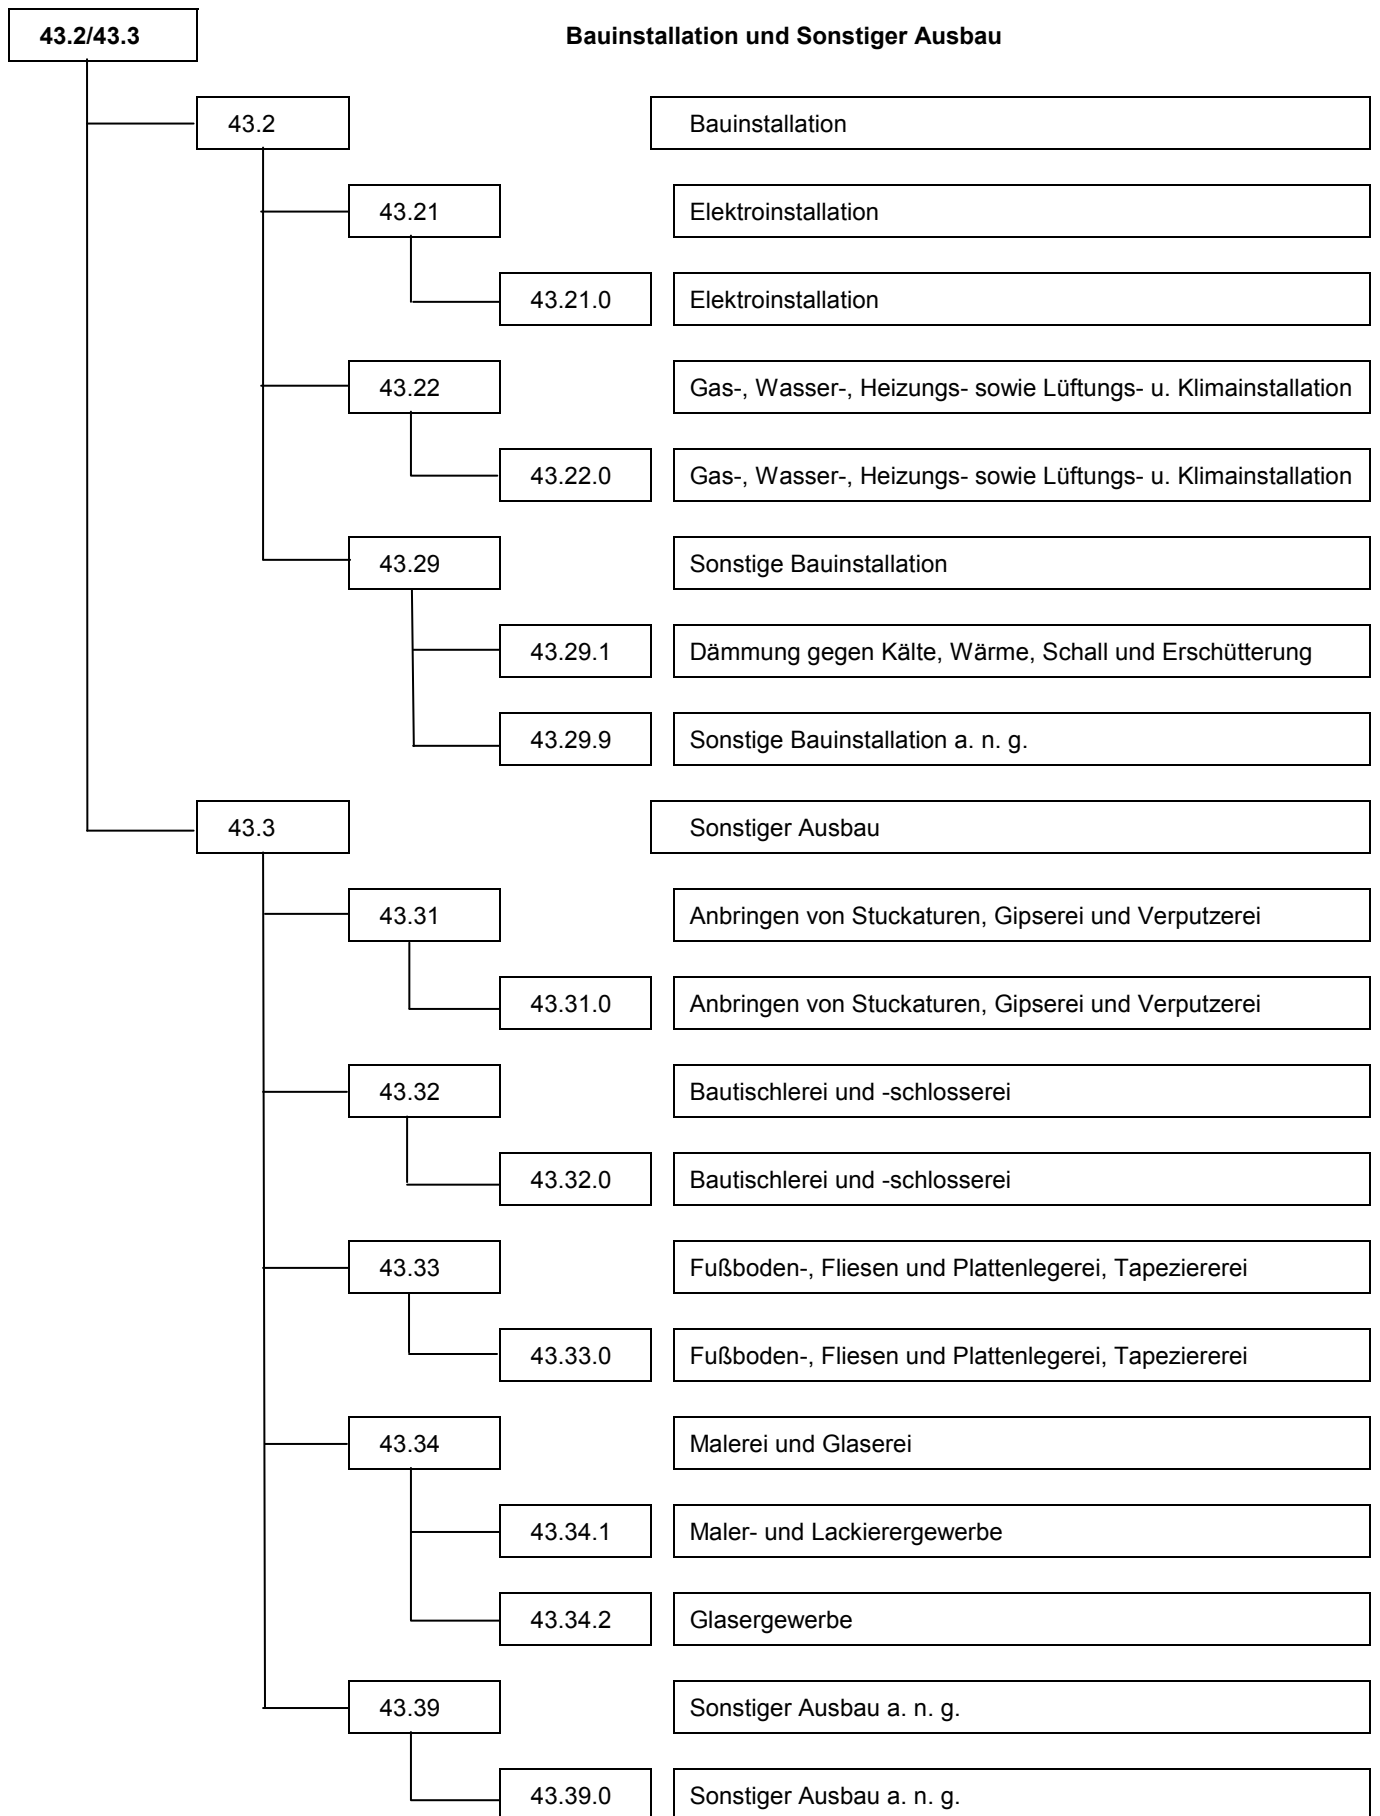 43.2/43.3 Bauinstallation und Sonstiger Ausbau
43.2 Bauinstallation
43.21 Elektroinstallation
43.21.0 Elektroinstallation
43.22 Gas-, Wasser-, Heizungs- sowie Lüftungs- u. Klimainstallation
43.22.0 Gas-, Wasser-, Heizungs- sowie Lüftungs- u. Klimainstallation
43.29 Sonstige Bauinstallation
43.29.1 Dämmung gegen Kälte, Wärme, Schall und Erschütterung
43.29.9 Sonstige Bauinstallation a. n. g.
43.3 Sonstiger Ausbau
43.31 Anbringen von Stuckaturen, Gipserei und Verputzerei
43.31.0 Anbringen von Stuckaturen, Gipserei und Verputzerei
43.32 Bautischlerei und -schlosserei
43.32.0 Bautischlerei und -schlosserei
43.33 Fußboden-, Fliesen und Plattenlegerei, Tapeziererei
43.33.0 Fußboden-, Fliesen und Plattenlegerei, Tapeziererei
43.34 Malerei und Glaserei
43.34.1 Maler- und Lackierergewerbe
43.34.2 Glasergewerbe
43.39 Sonstiger Ausbau a. n. g.
43.39.0 Sonstiger Ausbau a. n. g.